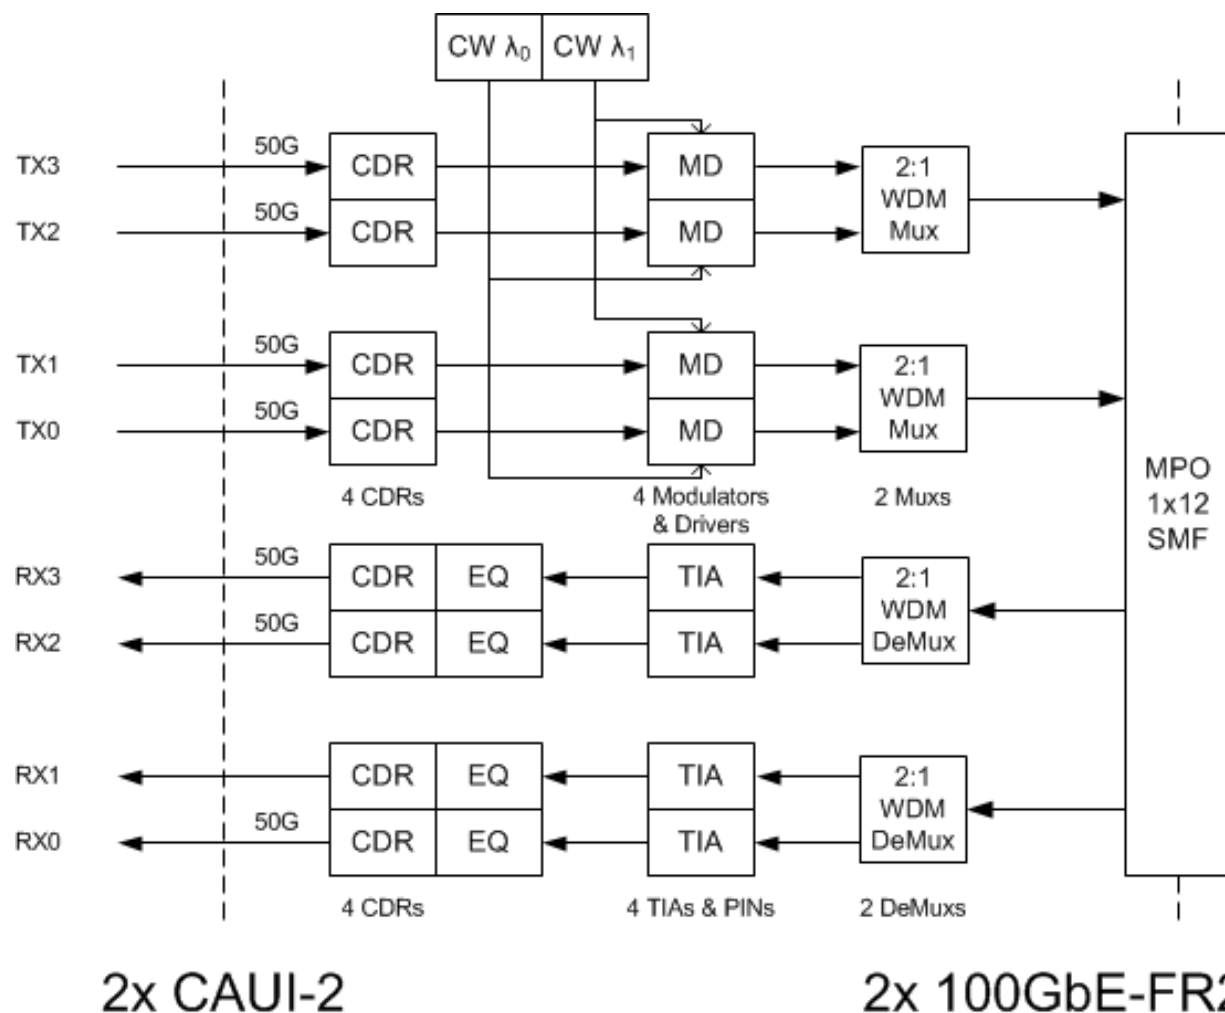 CW λ0 CW λ1
TX3 50G CDR MD
TX2 50G CDR MD
2:1
WDM
Mux
TX1 50G CDR MD
TX0 50G CDR MD
2:1
WDM
Mux
4 CDRs
4 Modulators
& Drivers
2 Muxs
MPO
1x12
SMF
RX3 50G CDR EQ TIA
RX2 50G CDR EQ TIA
2:1
WDM
DeMux
RX1 CDR EQ TIA
RX0 50G CDR EQ TIA
2:1
WDM
DeMux
4 CDRs
4 TIAs & PINs
2 DeMuxs
2x CAUI-2
2x 100GbE-FR2